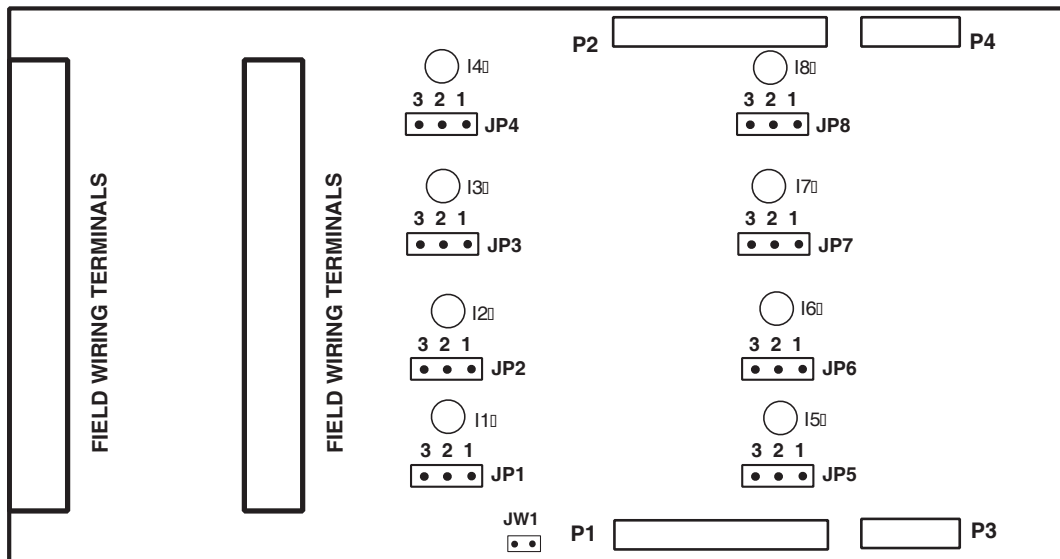 P2
P4
I4
I8
3 2 1
3 2 1
JP4
JP8
I3
I7
3 2 1
3 2 1
JP3
JP7
FIELD WIRING TERMINALS
FIELD WIRING TERMINALS
I2
I6
3 2 1
3 2 1
JP2
JP6
I1
I5
3 2 1
3 2 1
JP1
JP5
JW1
P1
P3